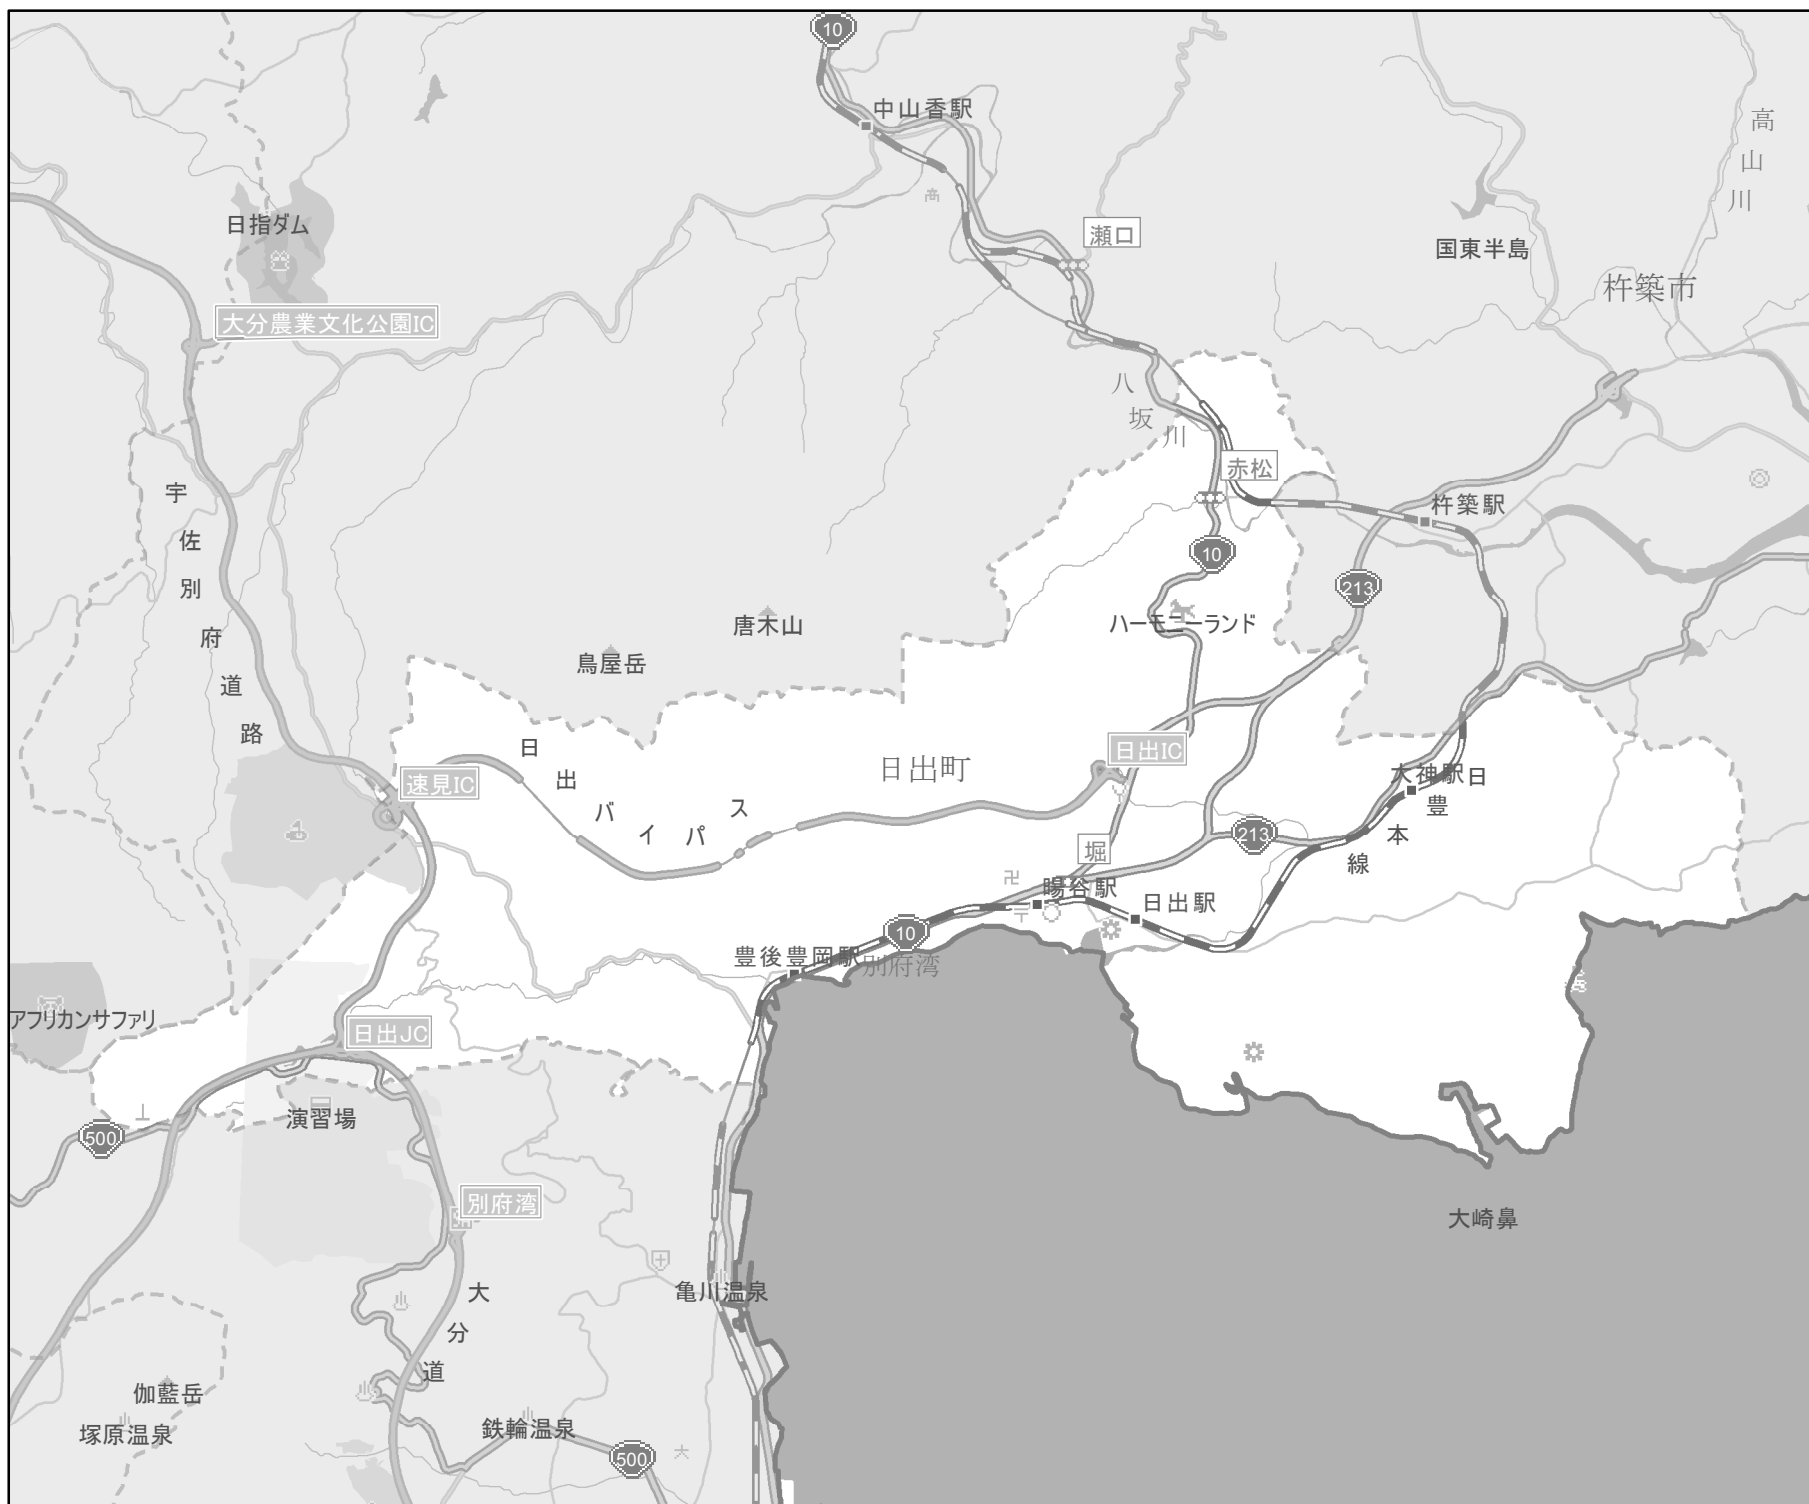 10
中山香駅
高山川
日指ダム
瀬口
国東半島
杵築市
大分農業文化公園IC
八坂川
赤松
宇佐別府道路
杵築駅
10
213
ハーモニーランド
唐木山
鳥屋岳
日出町
日出IC
日出バイパス
速見IC
大神駅
日豊本線
213
堀
暘谷駅
日出駅
10
豊後豊岡駅
別府湾
アフリカンサファリ
日出JC
演習場
500
別府湾
大崎鼻
亀川温泉
大分道
伽藍岳
塚原温泉
鉄輪温泉
500